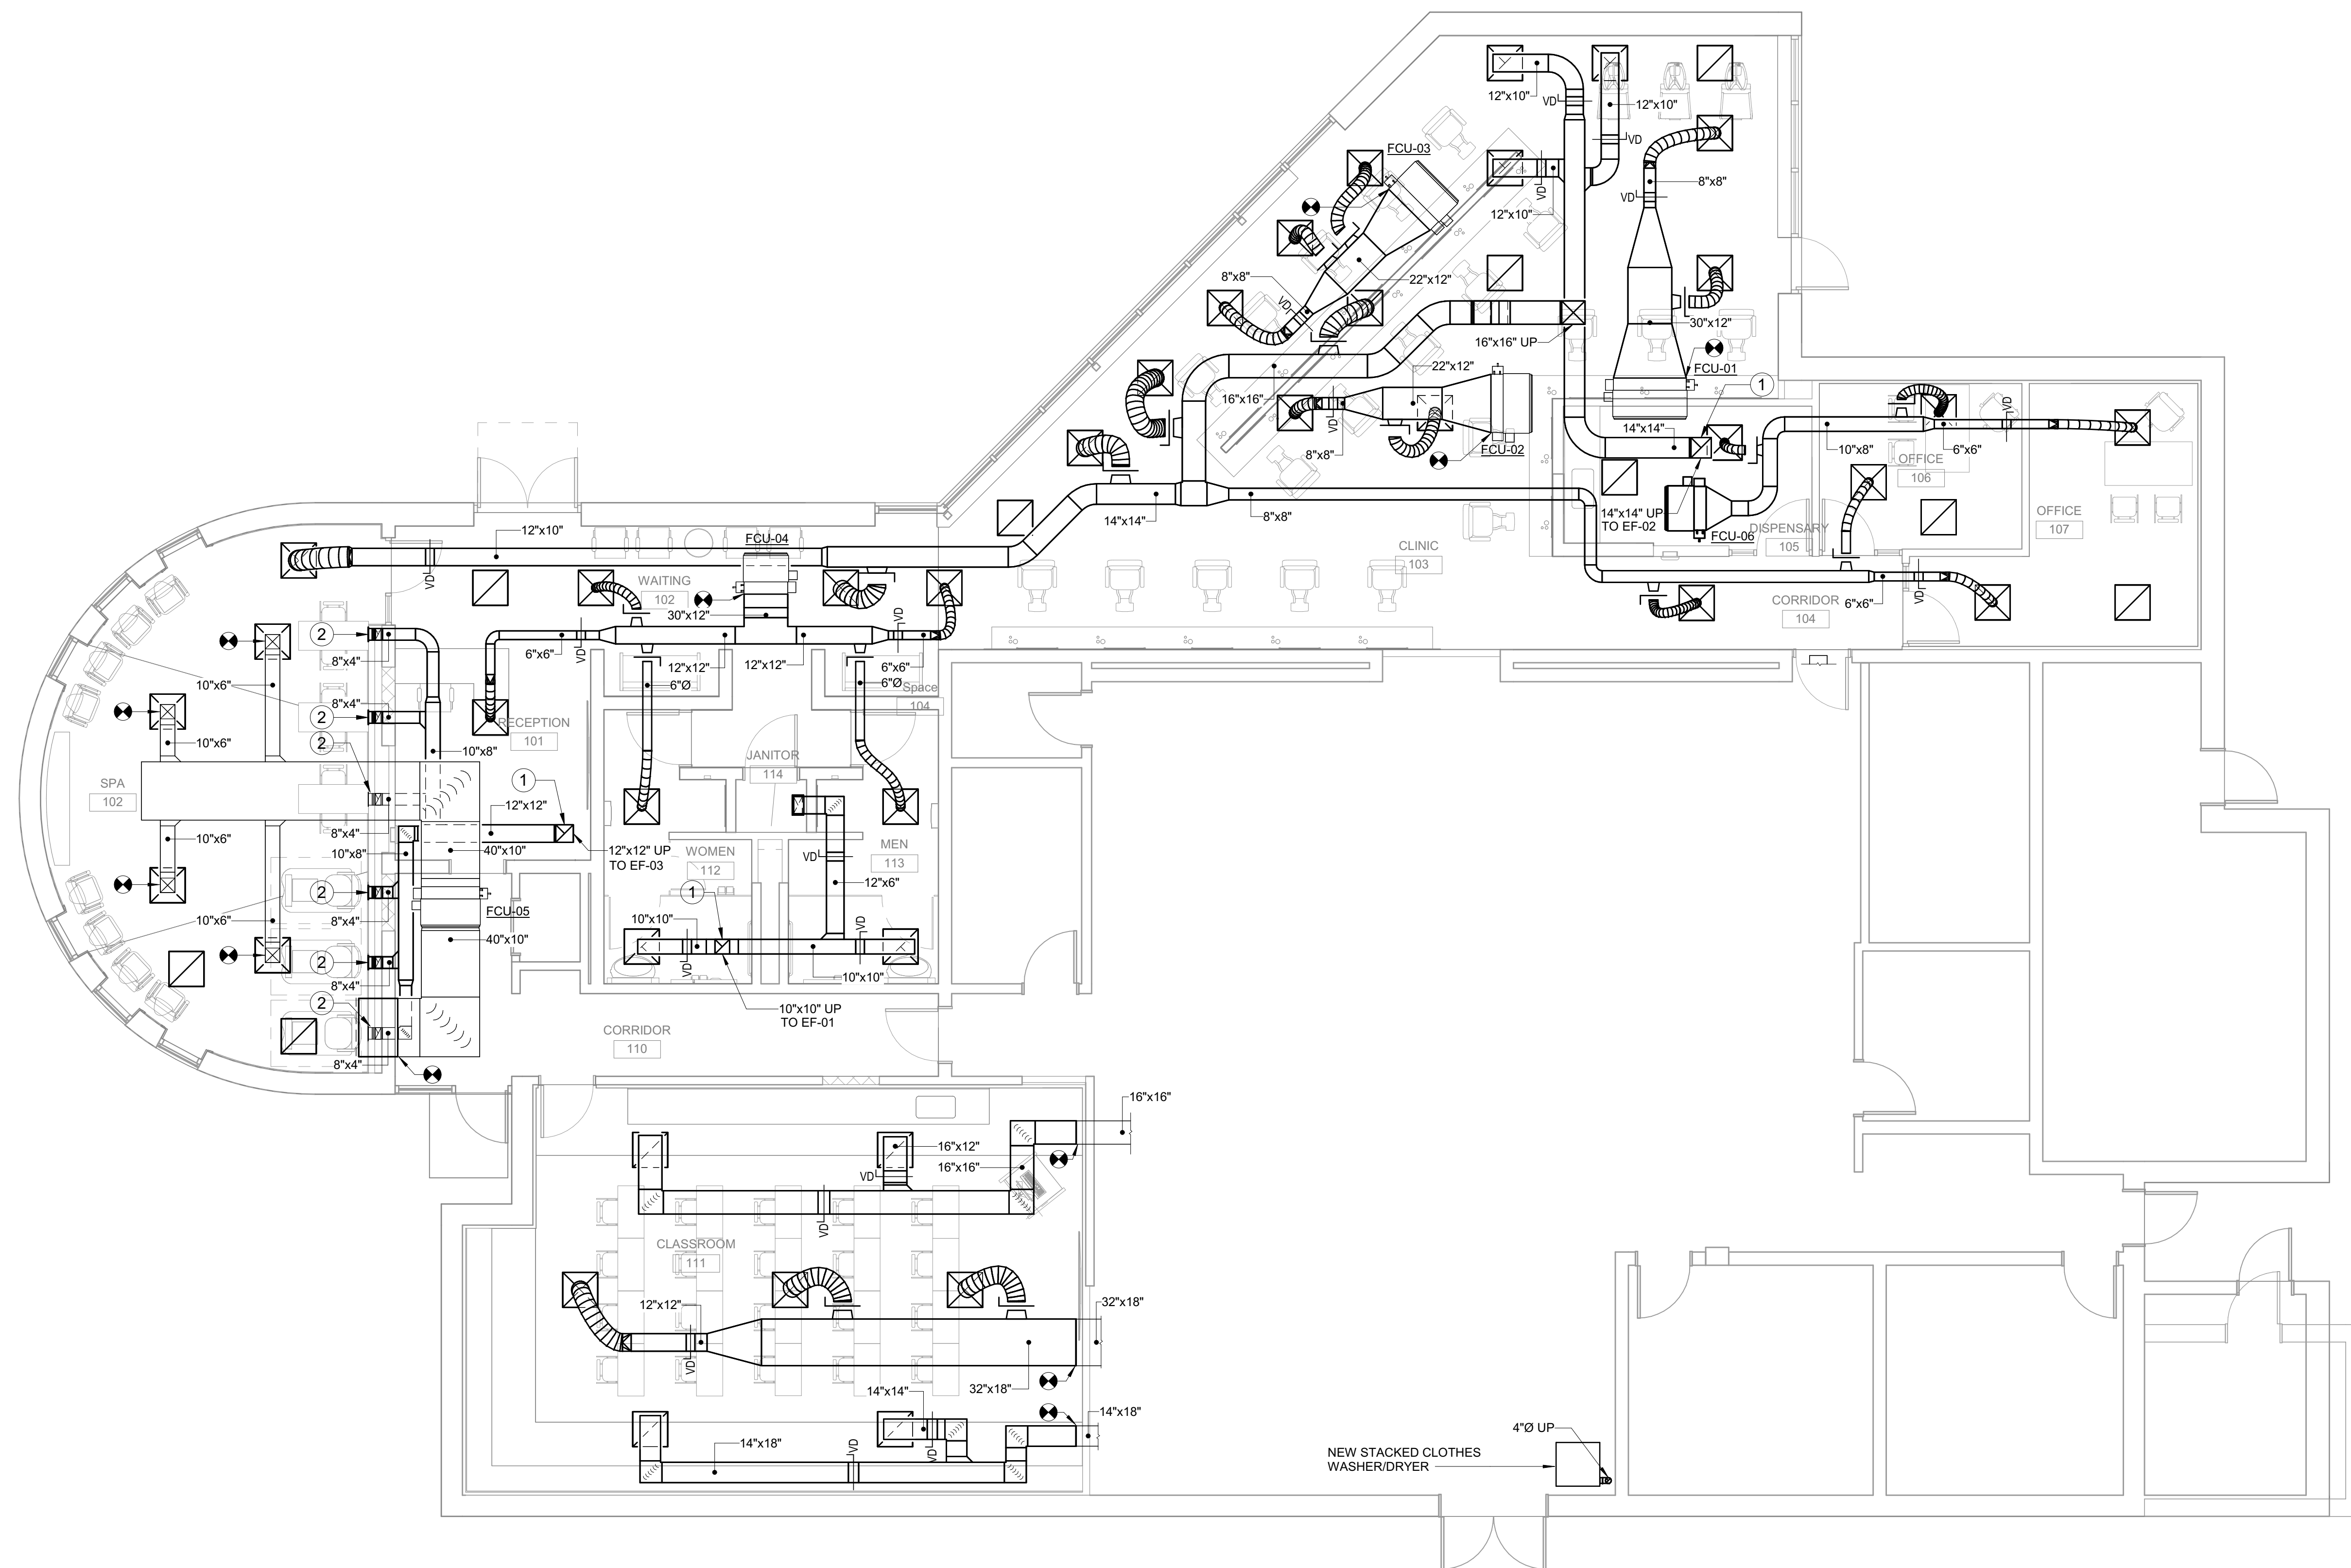 12"x10"
VD
12"x10"
VD
FCU-03
8"x8"
VD
VD
12"x10"
8"x8"
22"x12"
VD
30"x12"
16"x16" UP
22"x12"
FCU-01
1
16"x16"
VD
VD
14"x14"
10"x8"
6"x6"
FCU-02
8"x8"
OFFICE
106
14"x14" UP
TO EF-02
OFFICE
107
14"x14"
8"x8"
DISPENSARY
105
FCU-06
12"x10"
FCU-04
CLINIC
103
VD
WAITING
102
30"x12"
VD
VD
6"x6"
CORRIDOR
104
2
8"x4"
6"x6"
VD
12"x12"
12"x12"
6"x6"
10"x6"
6"Ø
6"Ø
Space
104
8"x4"
2
RECEPTION
101
10"x6"
2
10"x8"
JANITOR
114
SPA
102
1
12"x12"
10"x6"
8"x4"
10"x8"
40"x10"
12"x12" UP
TO EF-03
WOMEN
112
MEN
113
VD
12"x6"
2
1
8"x4"
10"x6"
FCU-05
10"x10"
VD
40"x10"
2
VD
10"x10"
8"x4"
2
10"x10" UP
TO EF-01
CORRIDOR
110
8"x4"
16"x16"
16"x12"
16"x16"
VD
VD
CLASSROOM
111
12"x12"
32"x18"
VD
32"x18"
14"x14"
14"x18"
14"x18"
VD
VD
4"Ø UP
NEW STACKED CLOTHES
WASHER/DRYER